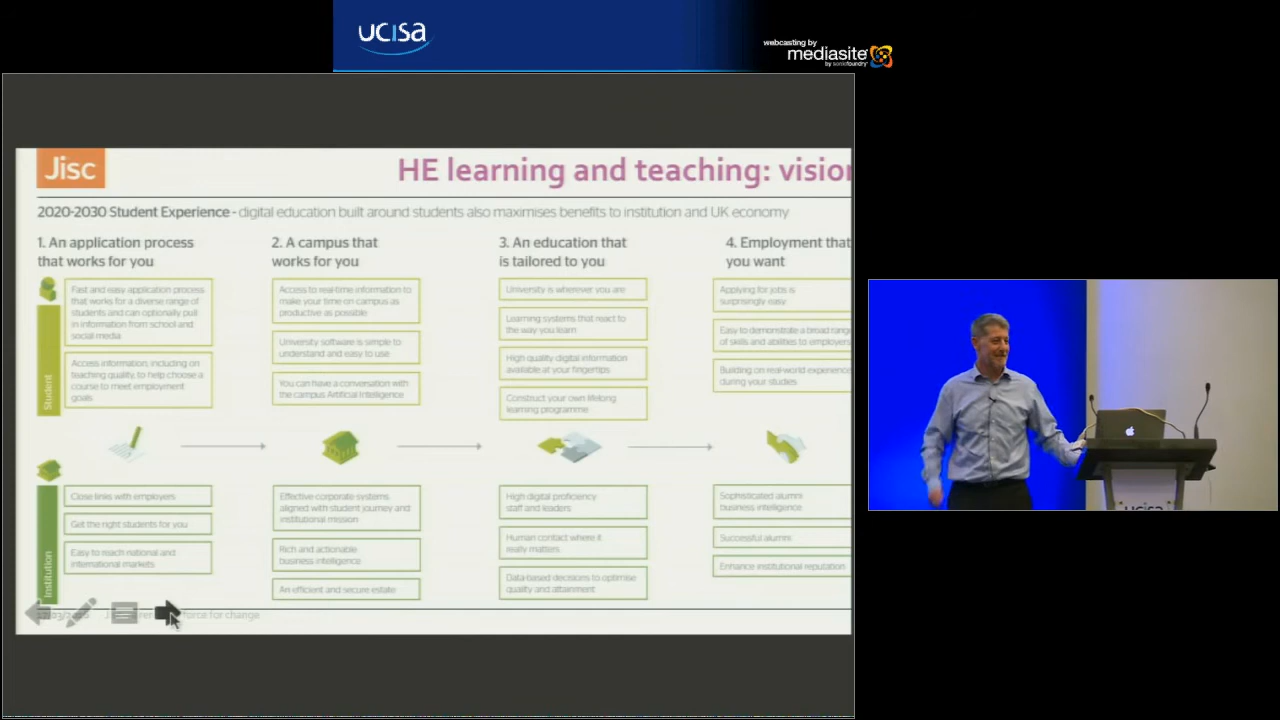 ucisa
webcasting by
mediasite
by sonicfoundry
Jisc
HE learning and teaching: vision
2020-2030 Student Experience - digital education built around students also maximises benefits to institution and UK economy
1. An application process
that works for you
2. A campus that
works for you
3. An education that
is tailored to you
4. Employment that
you want
Student
Fast and easy application process
that works for a diverse range of
students and can optionally pull
in information from school and
social media
Access information, including on
teaching quality, to help choose a
course to meet employment
goals
Access to real-time information to
make your time on campus as
productive as possible
University software is simple to
understand and easy to use
You can have a conversation with
the campus Artificial Intelligence
University is wherever you are
Learning systems that react to
the way you learn
High quality digital information
available at your fingertips
Construct your own lifelong
learning programme
Applying for jobs is
surprisingly easy
Easy to demonstrate a broad range
of skills and abilities to employers
Building on real-world experience
during your studies
Institution
Close links with employers
Get the right students for you
Easy to reach national and
international markets
Effective corporate systems
aligned with student journey and
institutional mission
Rich and actionable
business intelligence
An efficient and secure estate
High digital proficiency
staff and leaders
Human contact where it
really matters
Data-based decisions to optimise
quality and attainment
Sophisticated alumni
business intelligence
Successful alumni
Enhance institutional reputation
force for change
ucisa